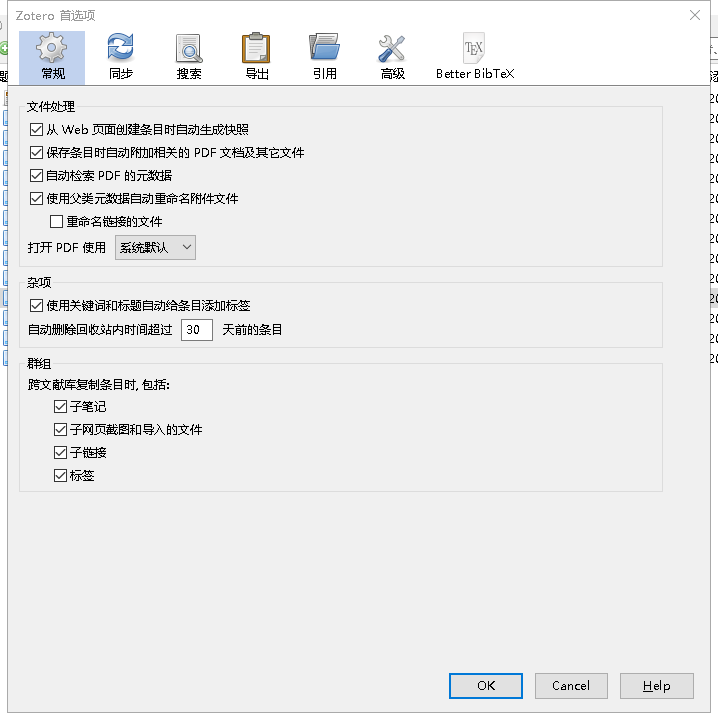 Zotero 首选项
常规 同步 搜索 导出 引用 高级 Better BibTeX
文件处理
从 Web 页面创建条目时自动生成快照
保存条目时自动附加相关的 PDF 文档及其它文件
自动检索 PDF 的元数据
使用父类元数据自动重命名附件文件
重命名链接的文件
打开 PDF 使用 系统默认
杂项
使用关键词和标题自动给条目添加标签
自动删除回收站内时间超过 30 天前的条目
群组
跨文献库复制条目时, 包括:
子笔记
子网页截图和导入的文件
子链接
标签
OK Cancel Help